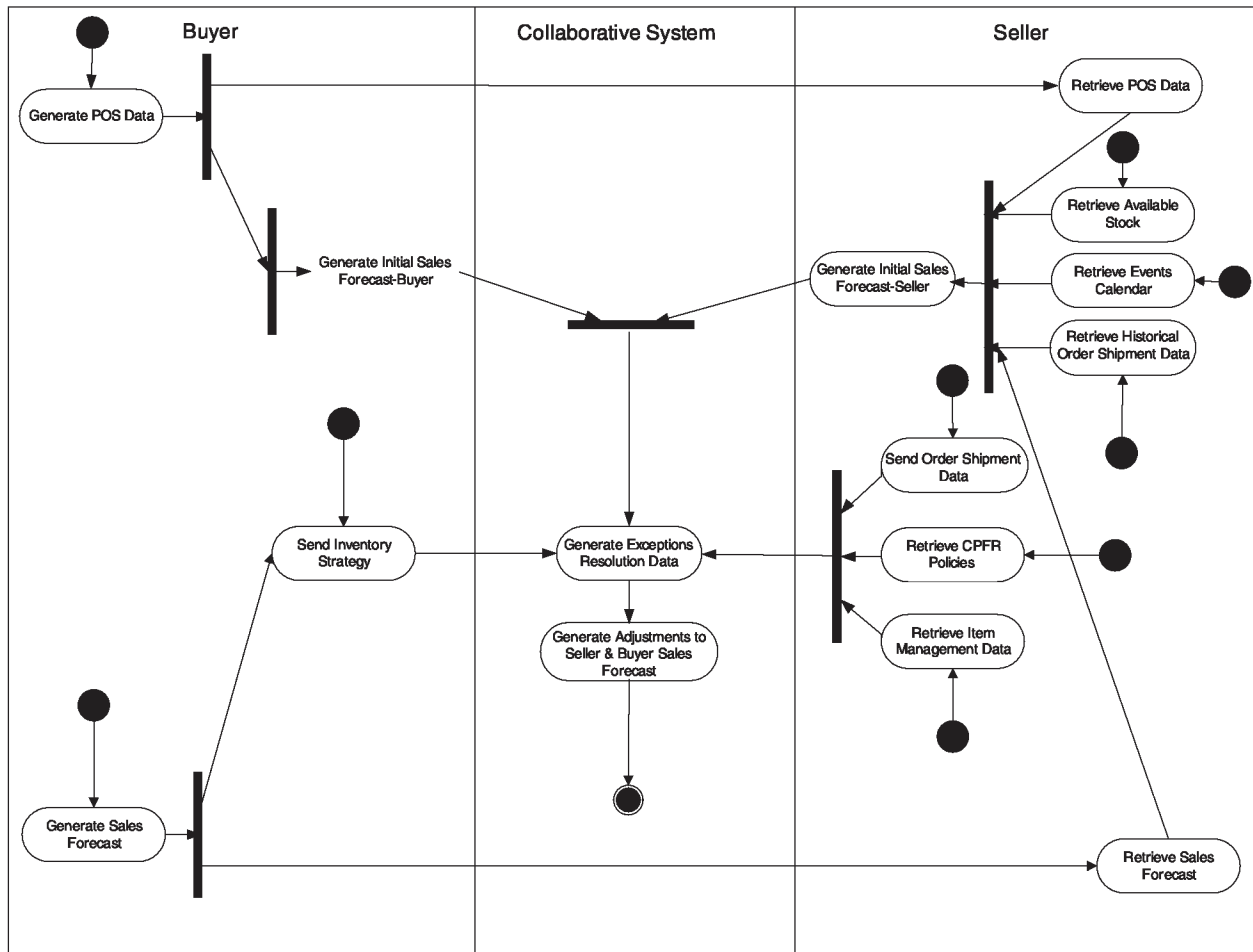 Buyer
Collaborative System
Seller
Generate POS Data
Retrieve POS Data
Retrieve Available
Stock
Generate Initial Sales
Forecast-Buyer
Generate Initial Sales
Forecast-Seller
Retrieve Events
Calendar
Retrieve Historical
Order Shipment Data
Send Order Shipment
Data
Send Inventory
Strategy
Generate Exceptions
Resolution Data
Retrieve CPFR
Policies
Generate Adjustments to
Seller & Buyer Sales
Forecast
Retrieve Item
Management Data
Generate Sales
Forecast
Retrieve Sales
Forecast